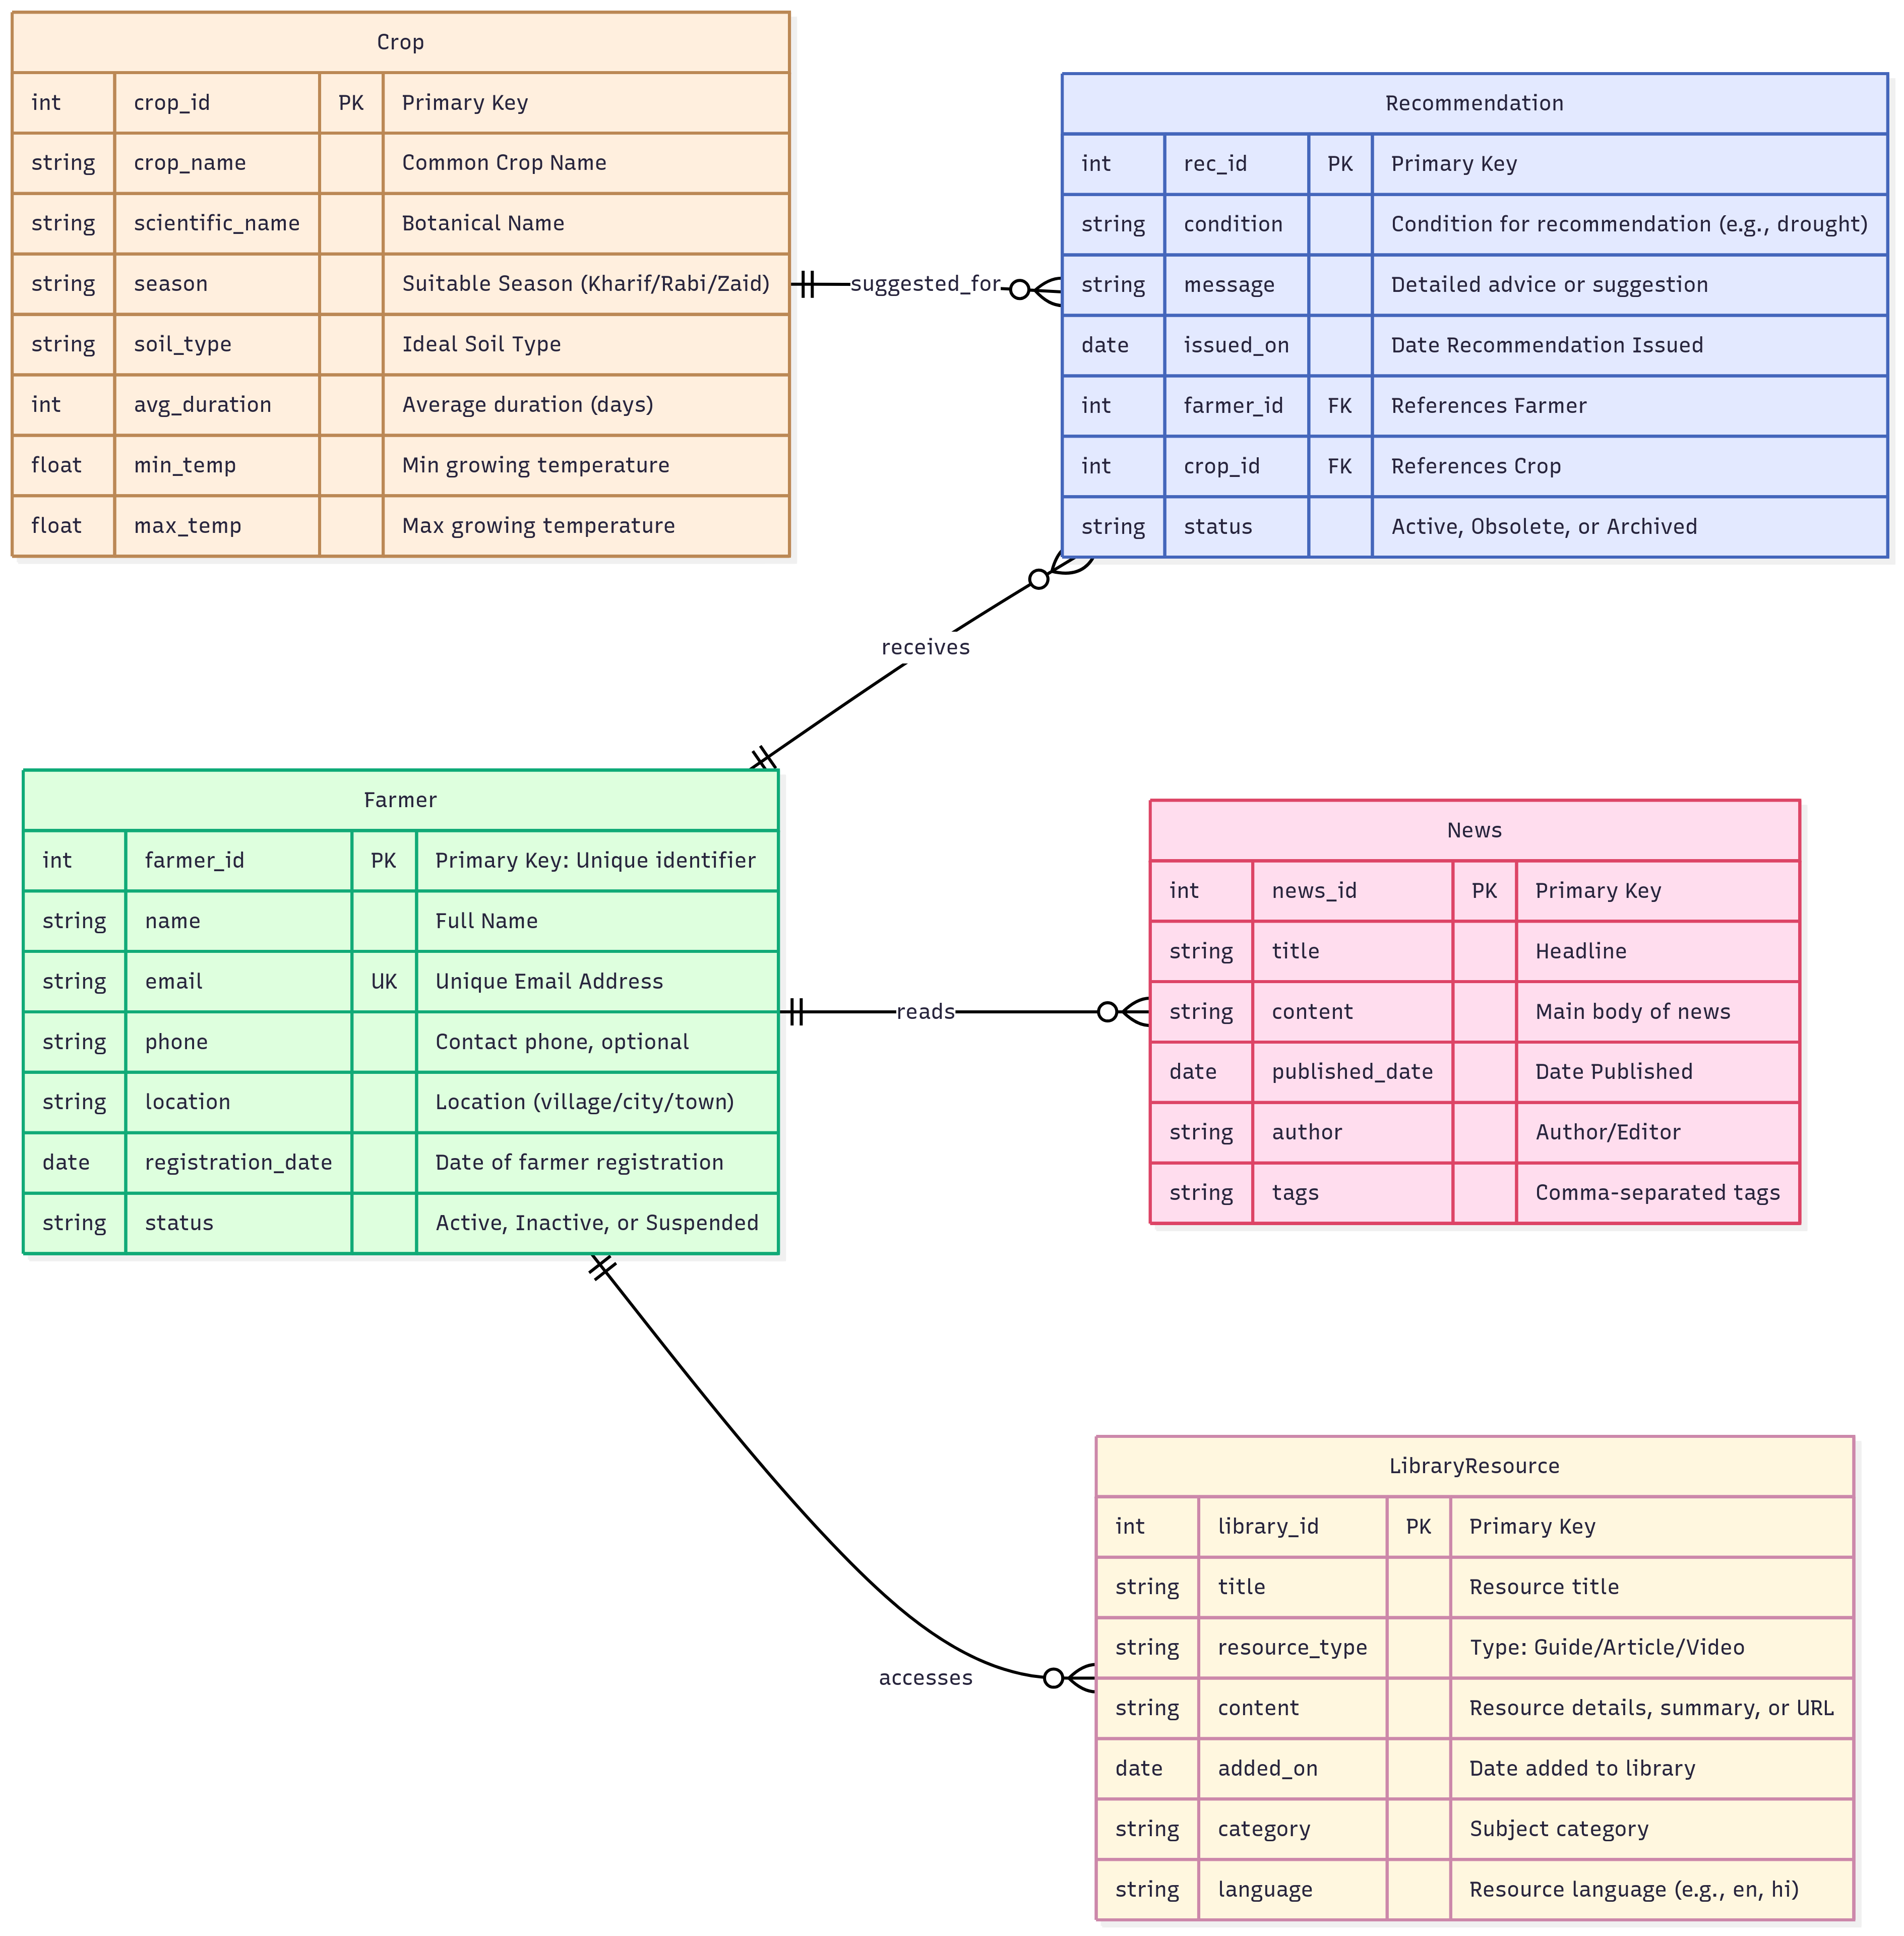 Crop
int crop_id PK Primary Key
string crop_name Common Crop Name
string scientific_name Botanical Name
string season Suitable Season (Kharif/Rabi/Zaid)
string soil_type Ideal Soil Type
int avg_duration Average duration (days)
float min_temp Min growing temperature
float max_temp Max growing temperature
suggested_for
Recommendation
int rec_id PK Primary Key
string condition Condition for recommendation (e.g., drought)
string message Detailed advice or suggestion
date issued_on Date Recommendation Issued
int farmer_id FK References Farmer
int crop_id FK References Crop
string status Active, Obsolete, or Archived
receives
Farmer
int farmer_id PK Primary Key: Unique identifier
string name Full Name
string email UK Unique Email Address
string phone Contact phone, optional
string location Location (village/city/town)
date registration_date Date of farmer registration
string status Active, Inactive, or Suspended
reads
News
int news_id PK Primary Key
string title Headline
string content Main body of news
date published_date Date Published
string author Author/Editor
string tags Comma-separated tags
accesses
LibraryResource
int library_id PK Primary Key
string title Resource title
string resource_type Type: Guide/Article/Video
string content Resource details, summary, or URL
date added_on Date added to library
string category Subject category
string language Resource language (e.g., en, hi)